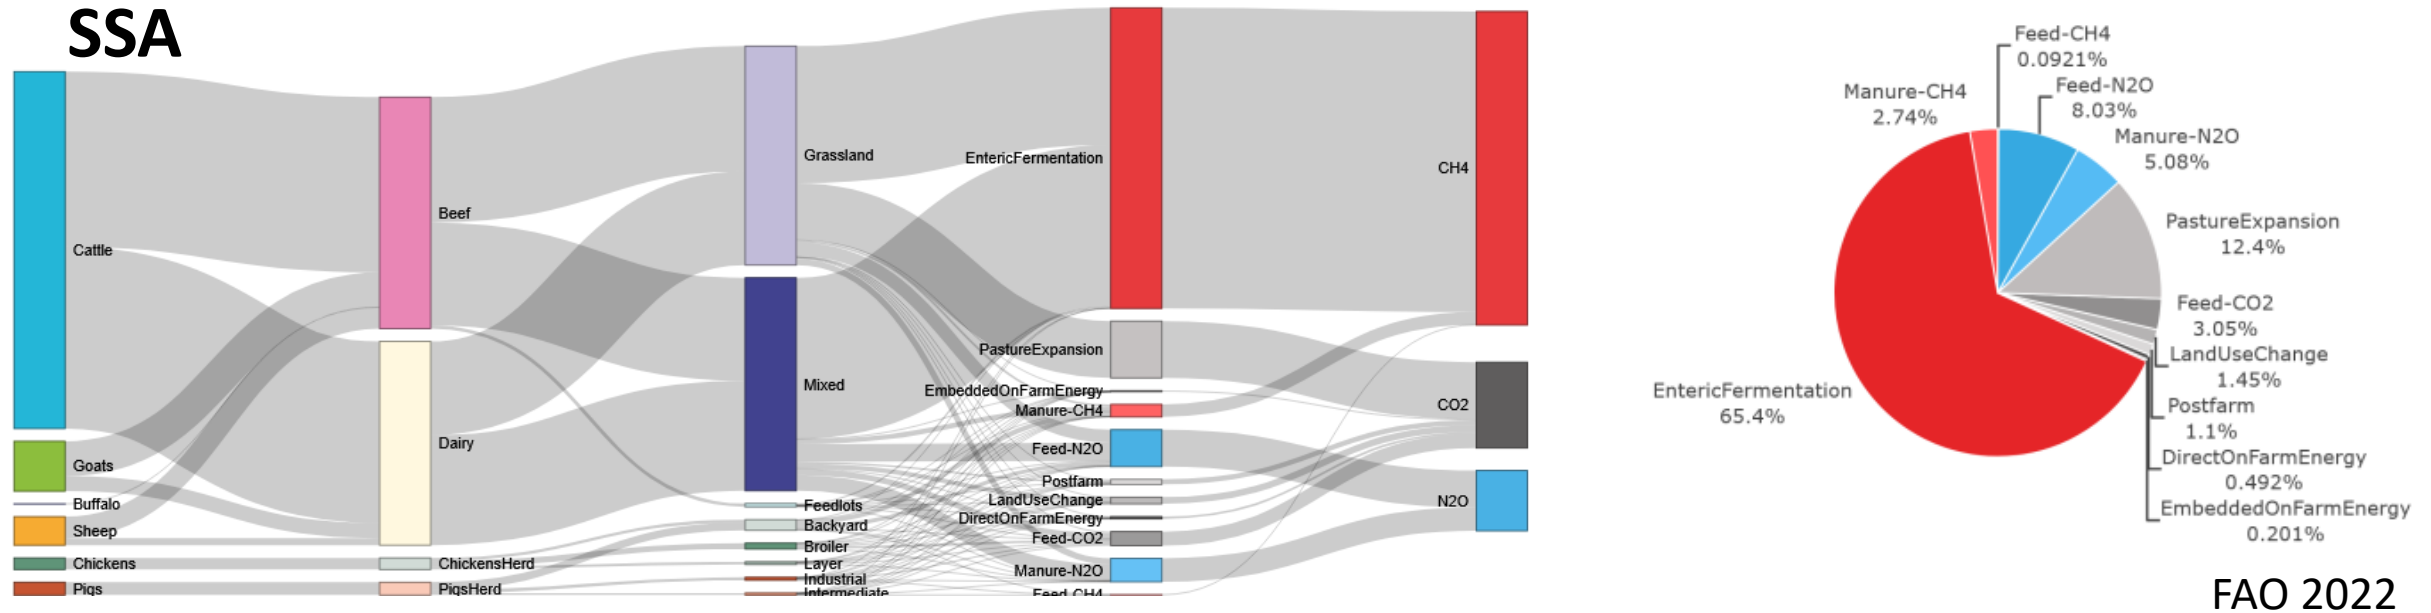 SSA
Cattle
Goats
Buffalo
Sheep
Chickens
Pigs
Beef
Dairy
ChickensHerd
PigsHerd
Grassland
Mixed
Feedlots
Backyard
Broiler
Layer
Industrial
Intermediate
EntericFermentation
PastureExpansion
EmbeddedOnFarmEnergy
Manure-CH4
Feed-N2O
Postfarm
LandUseChange
DirectOnFarmEnergy
Feed-CO2
Manure-N2O
Feed-CH4
CH4
CO2
N2O
Feed-CH4
0.0921%
Feed-N2O
8.03%
Manure-N2O
5.08%
PastureExpansion
12.4%
Feed-CO2
3.05%
LandUseChange
1.45%
Postfarm
1.1%
DirectOnFarmEnergy
0.492%
EmbeddedOnFarmEnergy
0.201%
EntericFermentation
65.4%
Manure-CH4
2.74%
FAO 2022